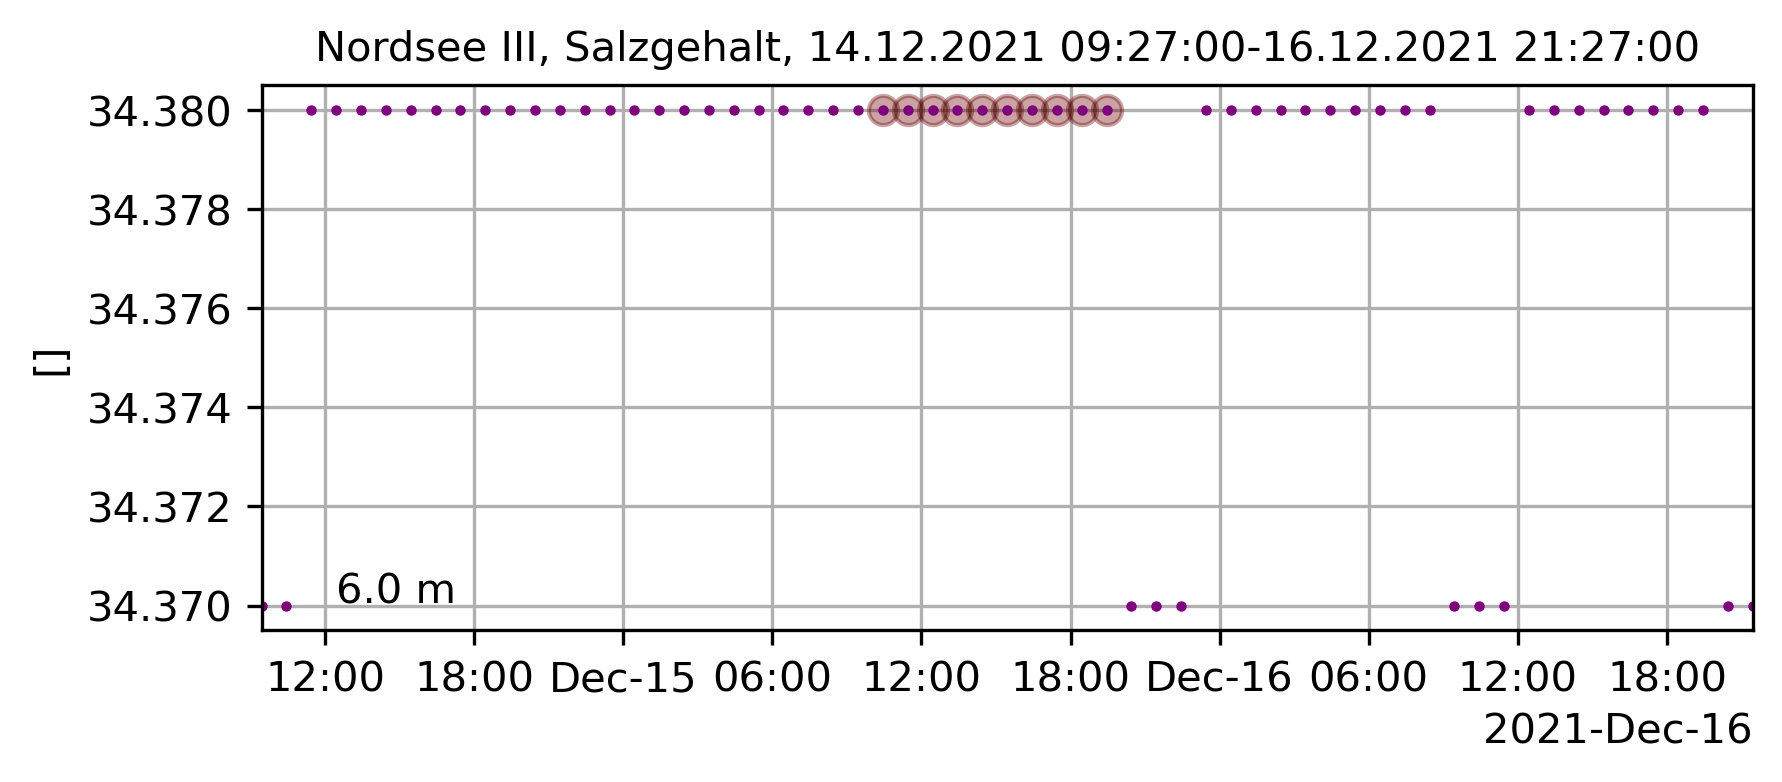 Nordsee III, Salzgehalt, 14.12.2021 09:27:00-16.12.2021 21:27:00
34.380
34.378
34.376
34.374
34.372
34.370
[]
6.0 m
12:00 18:00 Dec-15 06:00 12:00 18:00 Dec-16 06:00 12:00 18:00
2021-Dec-16